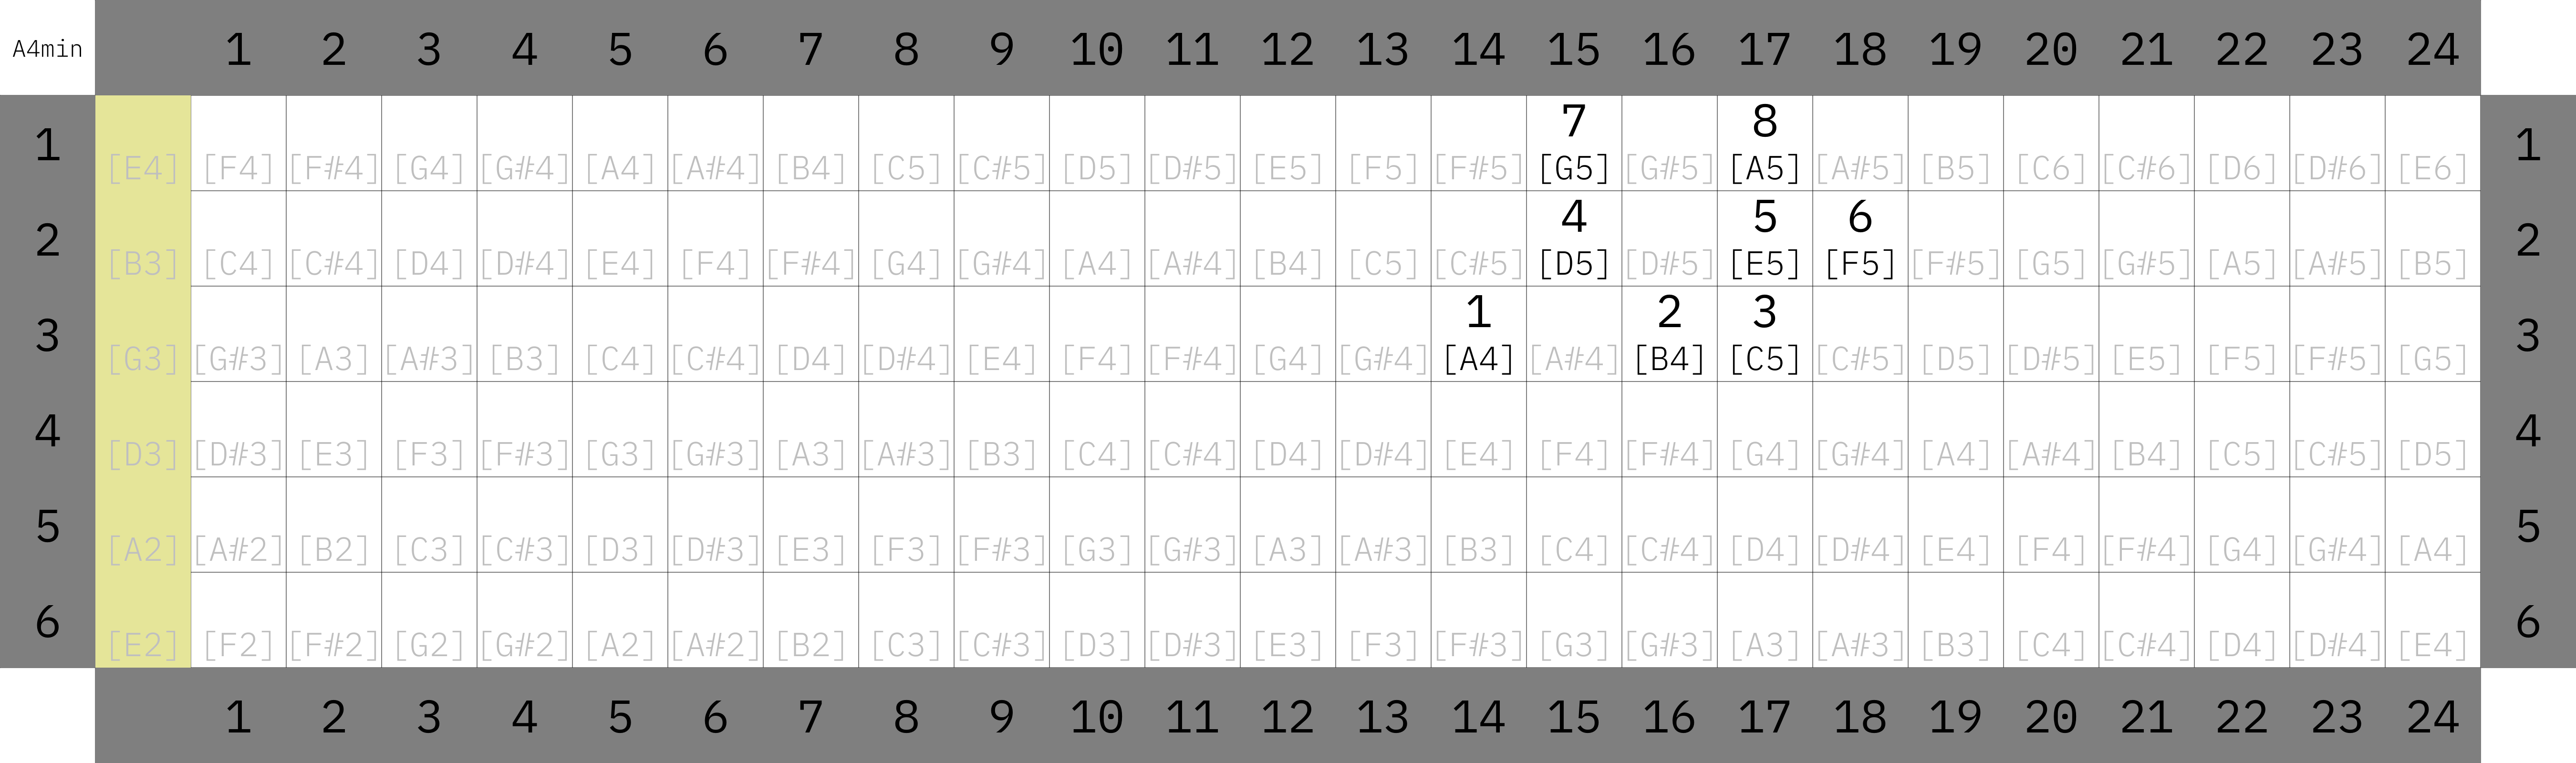 A4min 1 2 3 4 5 6 7 8 9 10 11 12 13 14 15 16 17 18 19 20 21 22 23 24
7 8
1 [E4] [F4] [F#4] [G4] [G#4] [A4] [A#4] [B4] [C5] [C#5] [D5] [D#5] [E5] [F5] [F#5] [G5] [G#5] [A5] [A#5] [B5] [C6] [C#6] [D6] [D#6] [E6] 1
4 5 6
2 [B3] [C4] [C#4] [D4] [D#4] [E4] [F4] [F#4] [G4] [G#4] [A4] [A#4] [B4] [C5] [C#5] [D5] [D#5] [E5] [F5] [F#5] [G5] [G#5] [A5] [A#5] [B5] 2
1 2 3
3 [G3] [G#3] [A3] [A#3] [B3] [C4] [C#4] [D4] [D#4] [E4] [F4] [F#4] [G4] [G#4] [A4] [A#4] [B4] [C5] [C#5] [D5] [D#5] [E5] [F5] [F#5] [G5] 3
4 [D3] [D#3] [E3] [F3] [F#3] [G3] [G#3] [A3] [A#3] [B3] [C4] [C#4] [D4] [D#4] [E4] [F4] [F#4] [G4] [G#4] [A4] [A#4] [B4] [C5] [C#5] [D5] 4
5 [A2] [A#2] [B2] [C3] [C#3] [D3] [D#3] [E3] [F3] [F#3] [G3] [G#3] [A3] [A#3] [B3] [C4] [C#4] [D4] [D#4] [E4] [F4] [F#4] [G4] [G#4] [A4] 5
6 [E2] [F2] [F#2] [G2] [G#2] [A2] [A#2] [B2] [C3] [C#3] [D3] [D#3] [E3] [F3] [F#3] [G3] [G#3] [A3] [A#3] [B3] [C4] [C#4] [D4] [D#4] [E4] 6
1 2 3 4 5 6 7 8 9 10 11 12 13 14 15 16 17 18 19 20 21 22 23 24